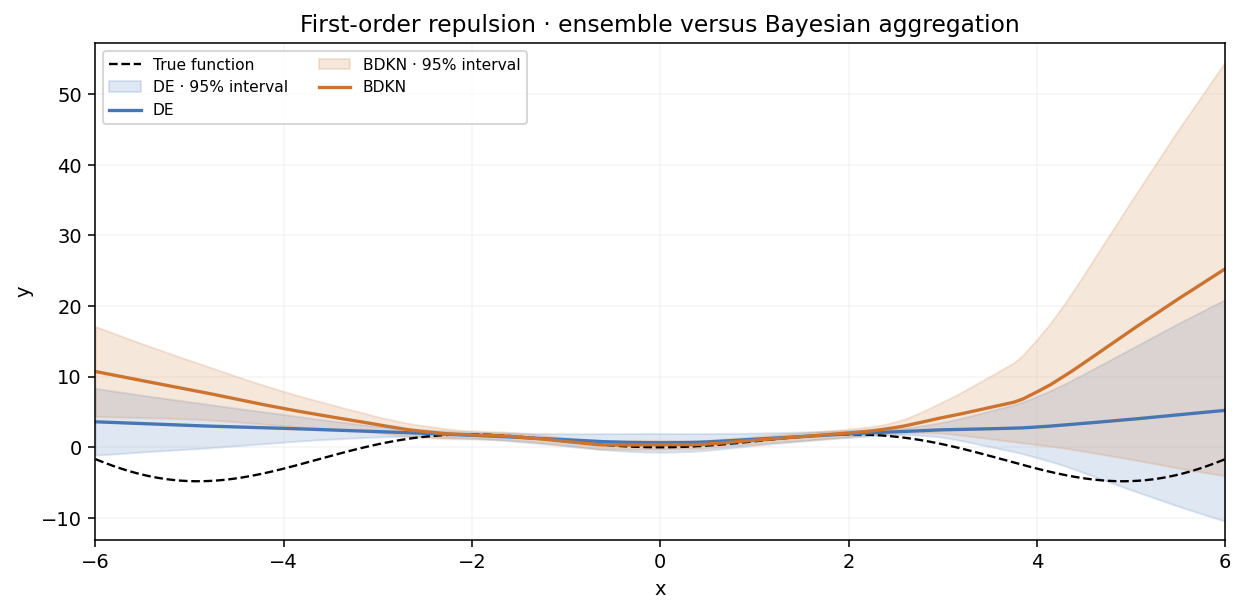 First-order repulsion · ensemble versus Bayesian aggregation
True function
DE · 95% interval
DE
BDKN · 95% interval
BDKN
y
50
40
30
20
10
0
−10
−6
−4
−2
0
2
4
6
x